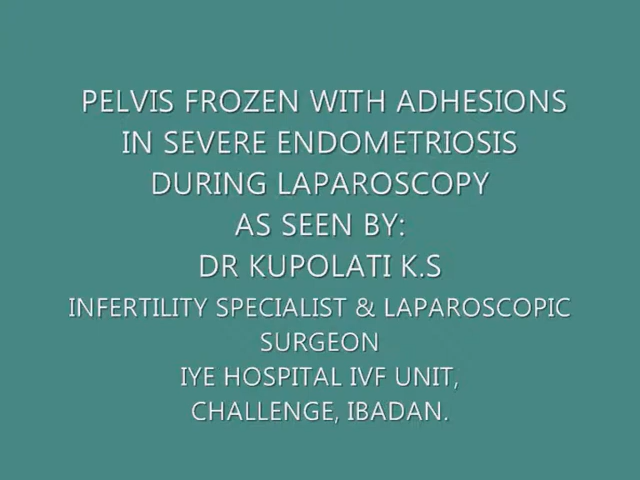 PELVIS FROZEN WITH ADHESIONS
IN SEVERE ENDOMETRIOSIS
DURING LAPAROSCOPY
AS SEEN BY:
DR KUPOLATI K.S
INFERTILITY SPECIALIST & LAPAROSCOPIC
SURGEON
IYE HOSPITAL IVF UNIT,
CHALLENGE, IBADAN.